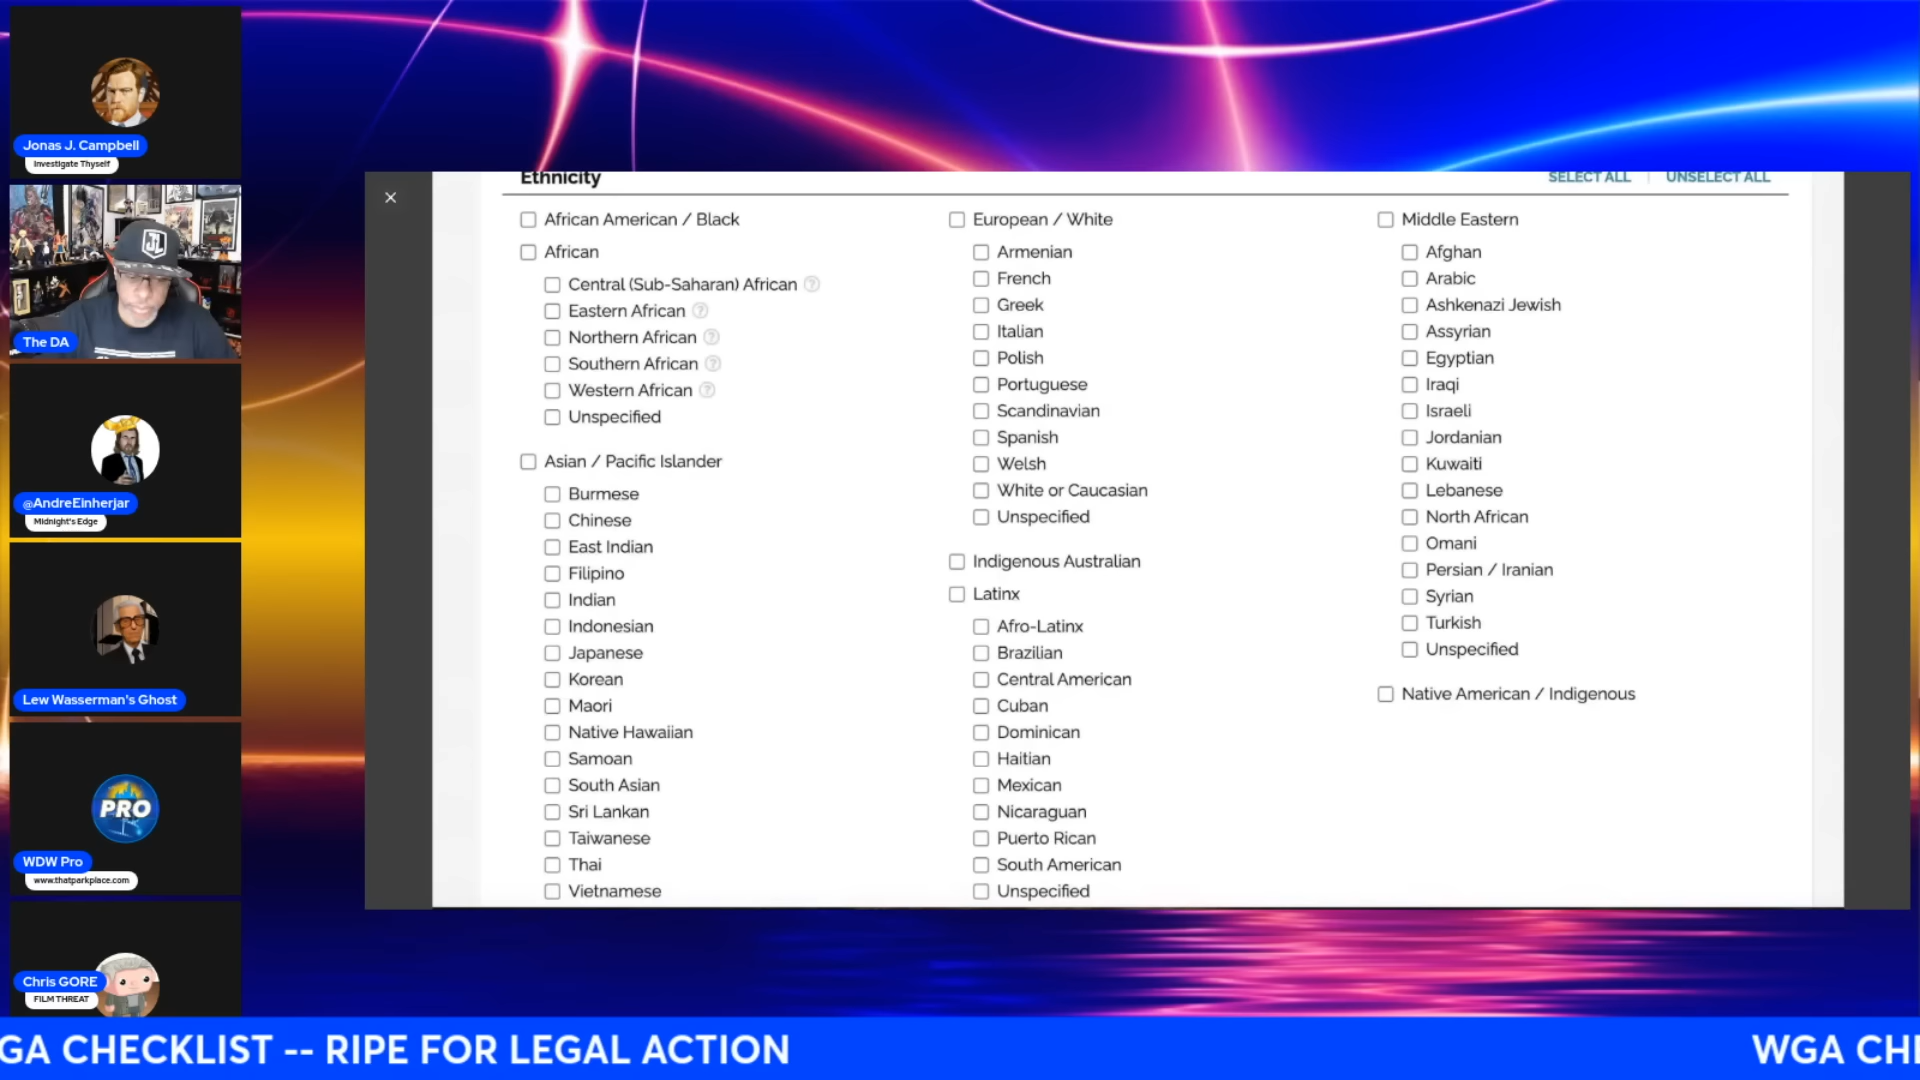 Jonas J. Campbell
Investigate Thyself
The DA
@AndreEinherjar
Midnight's Edge
Lew Wasserman's Ghost
PRO
WDW Pro
www.thatparkplace.com
Chris GORE
FILM THREAT
Ethnicity
SELECT ALL | UNSELECT ALL
African American / Black
African
Central (Sub-Saharan) African ?
Eastern African ?
Northern African ?
Southern African ?
Western African ?
Unspecified
Asian / Pacific Islander
Burmese
Chinese
East Indian
Filipino
Indian
Indonesian
Japanese
Korean
Maori
Native Hawaiian
Samoan
South Asian
Sri Lankan
Taiwanese
Thai
Vietnamese
European / White
Armenian
French
Greek
Italian
Polish
Portuguese
Scandinavian
Spanish
Welsh
White or Caucasian
Unspecified
Indigenous Australian
Latinx
Afro-Latinx
Brazilian
Central American
Cuban
Dominican
Haitian
Mexican
Nicaraguan
Puerto Rican
South American
Unspecified
Middle Eastern
Afghan
Arabic
Ashkenazi Jewish
Assyrian
Egyptian
Iraqi
Israeli
Jordanian
Kuwaiti
Lebanese
North African
Omani
Persian / Iranian
Syrian
Turkish
Unspecified
Native American / Indigenous
GA CHECKLIST -- RIPE FOR LEGAL ACTION
WGA CHE